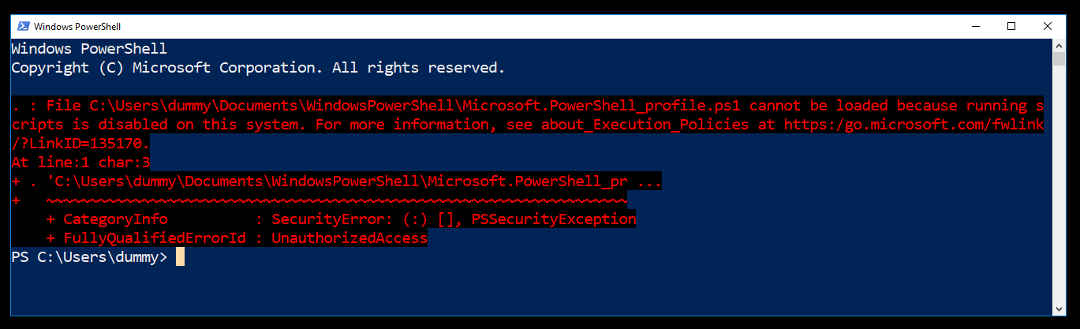 Windows PowerShell
Windows PowerShell
Copyright (C) Microsoft Corporation. All rights reserved.
. : File C:\Users\dummy\Documents\WindowsPowerShell\Microsoft.PowerShell_profile.ps1 cannot be loaded because running s
cripts is disabled on this system. For more information, see about_Execution_Policies at https:/go.microsoft.com/fwlink
/?LinkID=135170.
At line:1 char:3
+ . 'C:\Users\dummy\Documents\WindowsPowerShell\Microsoft.PowerShell_pr ...
+   ~~~~~~~~~~~~~~~~~~~~~~~~~~~~~~~~~~~~~~~~~~~~~~~~~~~~~~~~~~~~~~~~~~~
    + CategoryInfo          : SecurityError: (:) [], PSSecurityException
    + FullyQualifiedErrorId : UnauthorizedAccess
PS C:\Users\dummy>